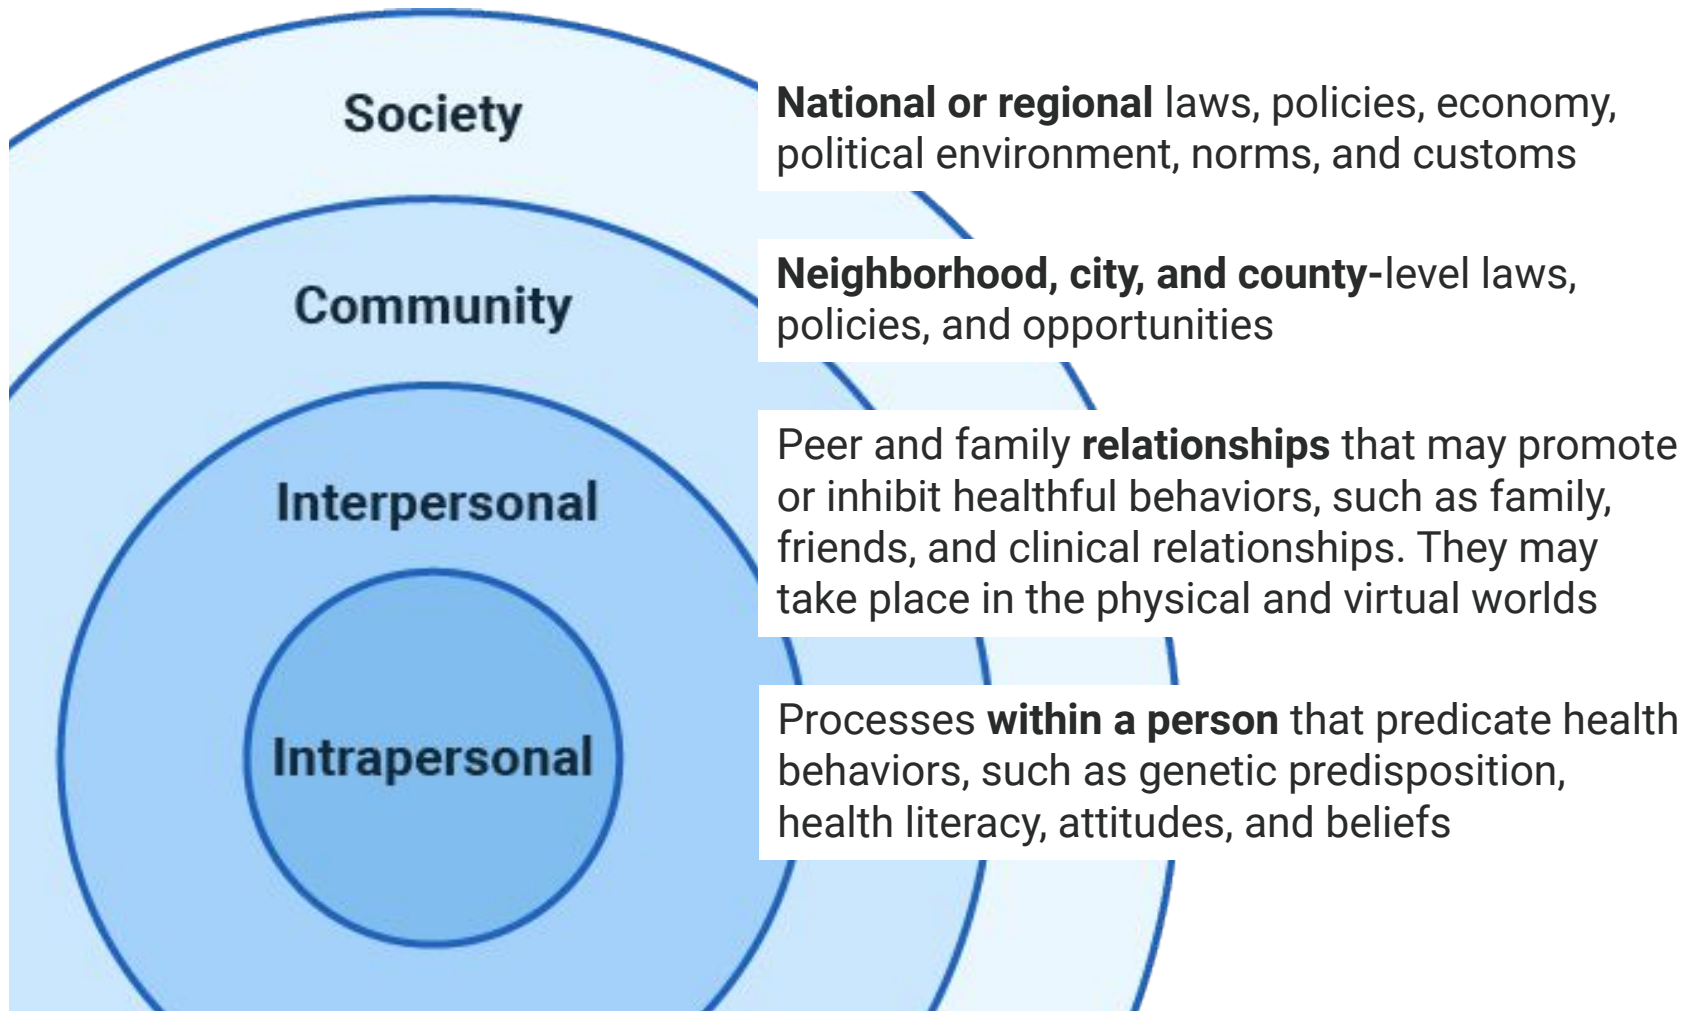 Society
National or regional laws, policies, economy,
political environment, norms, and customs
Community
Neighborhood, city, and county-level laws,
policies, and opportunities
Interpersonal
Peer and family relationships that may promote
or inhibit healthful behaviors, such as family,
friends, and clinical relationships. They may
take place in the physical and virtual worlds
Intrapersonal
Processes within a person that predicate health
behaviors, such as genetic predisposition,
health literacy, attitudes, and beliefs